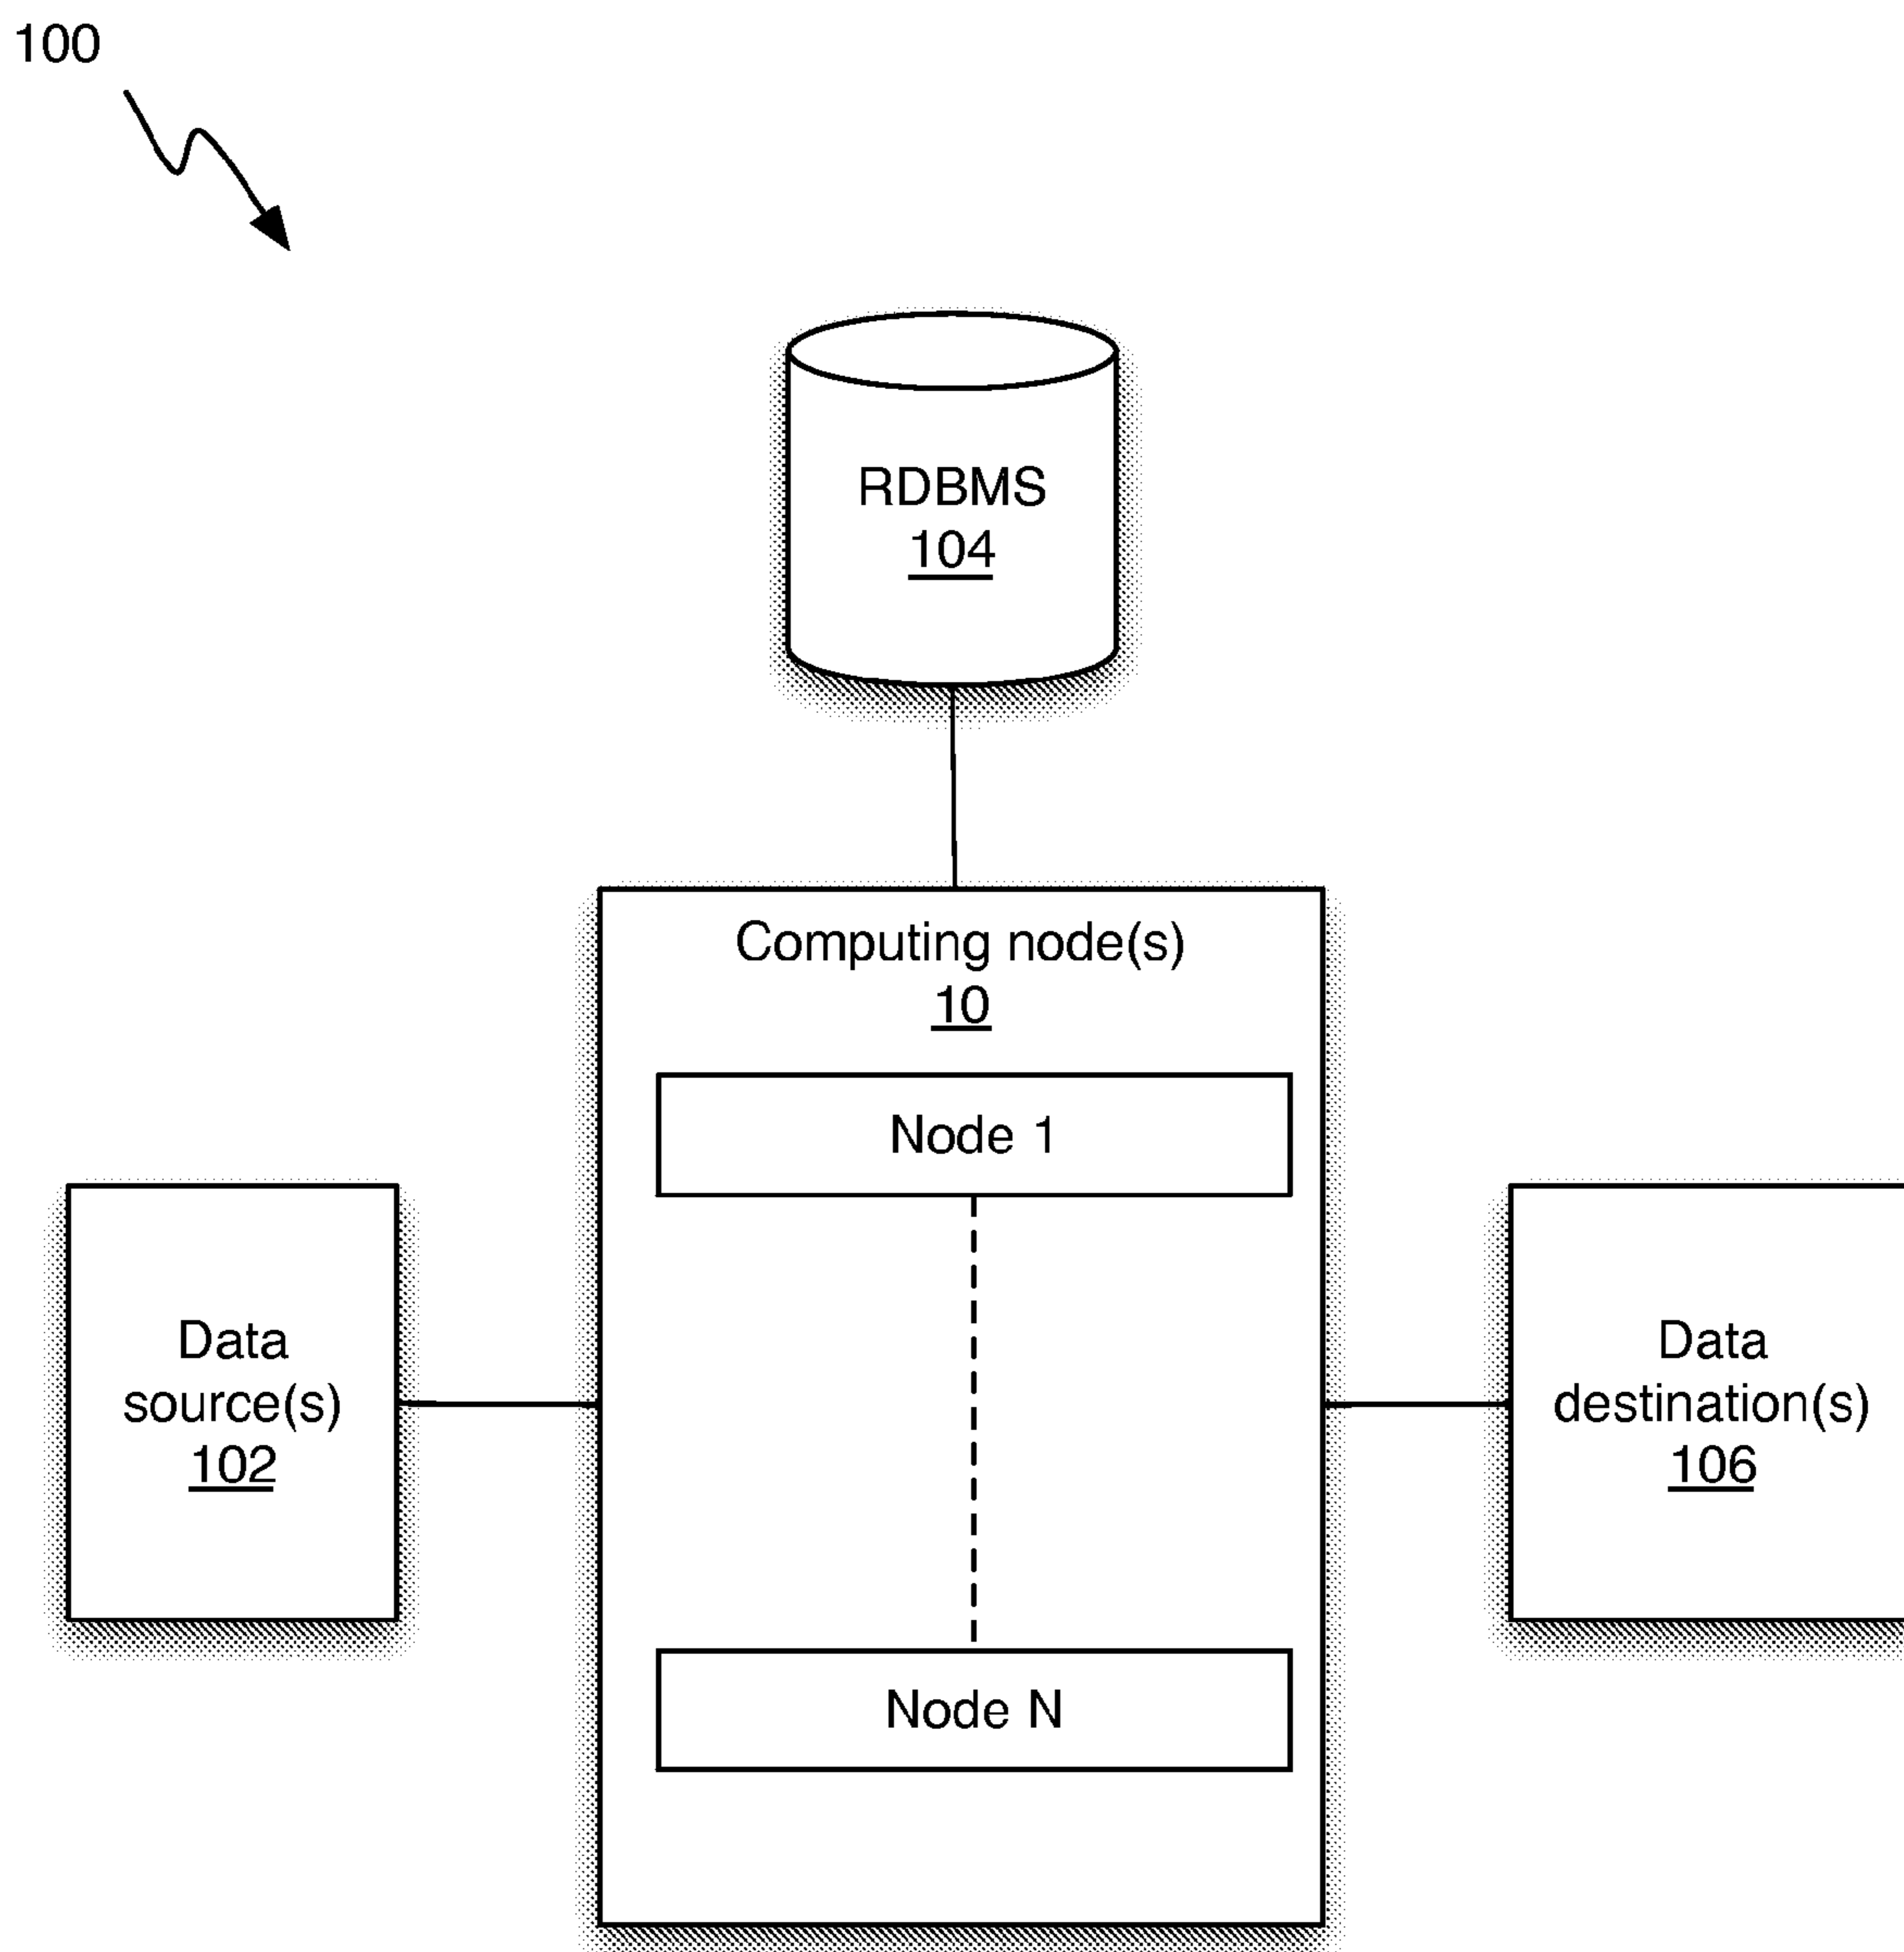 100
RDBMS
104
Computing node(s)
10
Node 1
Data
source(s)
102
Data
destination(s)
106
Node N